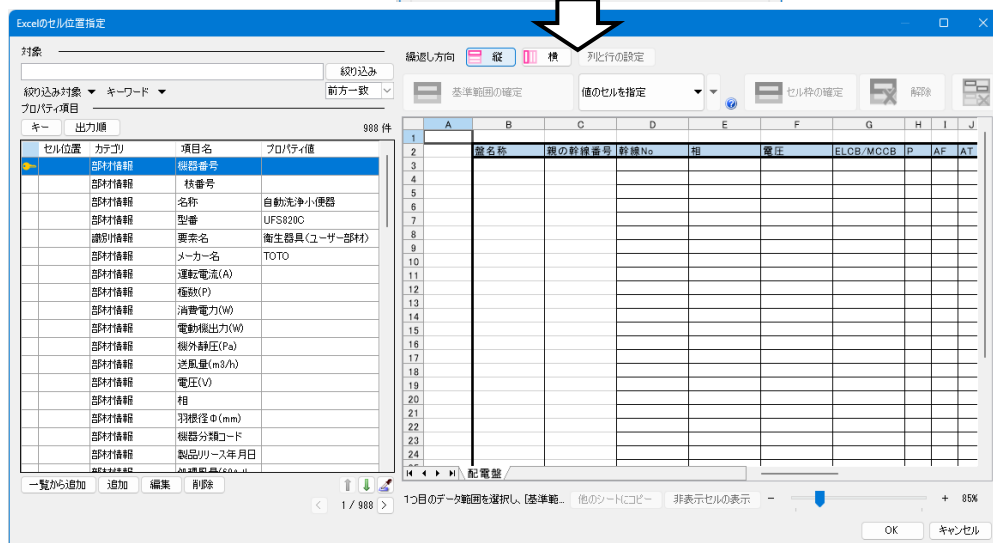 Excelのセル位置指定
対象
絞り込み
絞り込み対象 ▼ キーワード ▼ 前方一致
プロパティ項目
キー 出力順 988 件
セル位置 カテゴリ 項目名 プロパティ値
部材情報 機器番号
部材情報 枝番号
部材情報 名称 自動洗浄小便器
部材情報 型番 UFS820C
識別情報 要素名 衛生器具(ユーザー部材)
部材情報 メーカー名 TOTO
部材情報 運転電流(A)
部材情報 極数(P)
部材情報 消費電力(W)
部材情報 電動機出力(W)
部材情報 機外静圧(Pa)
部材情報 送風量(m3/h)
部材情報 電圧(V)
部材情報 相
部材情報 羽根径Φ(mm)
部材情報 機器分類コード
部材情報 製品リリース年月日
一覧から追加 追加 編集 削除
< 1 / 988 >
繰返し方向 縦 横 列と行の設定
基準範囲の確定 値のセルを指定 セル枠の確定 解除
A B C D E F G H I J
1
2 盤名称 親の幹線番号 幹線No 相 電圧 ELCB/MCCB P AF AT
3
4
5
6
7
8
9
10
11
12
13
14
15
16
17
18
19
20
21
22
23
24
配電盤
1つ目のデータ範囲を選択し、[基準範... 他のシートにコピー 非表示セルの表示 - + 85%
OK キャンセル